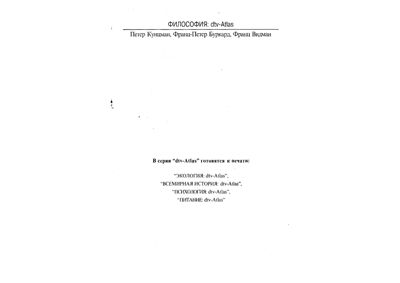 ФИЛОСОФИЯ: dtv-Atlas
Петер Кунцман, Франц-Петер Буркард, Франц Видман
В серии "dtv-Atlas" готовятся к печати:
"ЭКОЛОГИЯ: dtv-Atlas",
"ВСЕМИРНАЯ ИСТОРИЯ: dtv-Atlas",
"ПСИХОЛОГИЯ: dtv-Atlas",
"ПИТАНИЕ: dtv-Atlas"